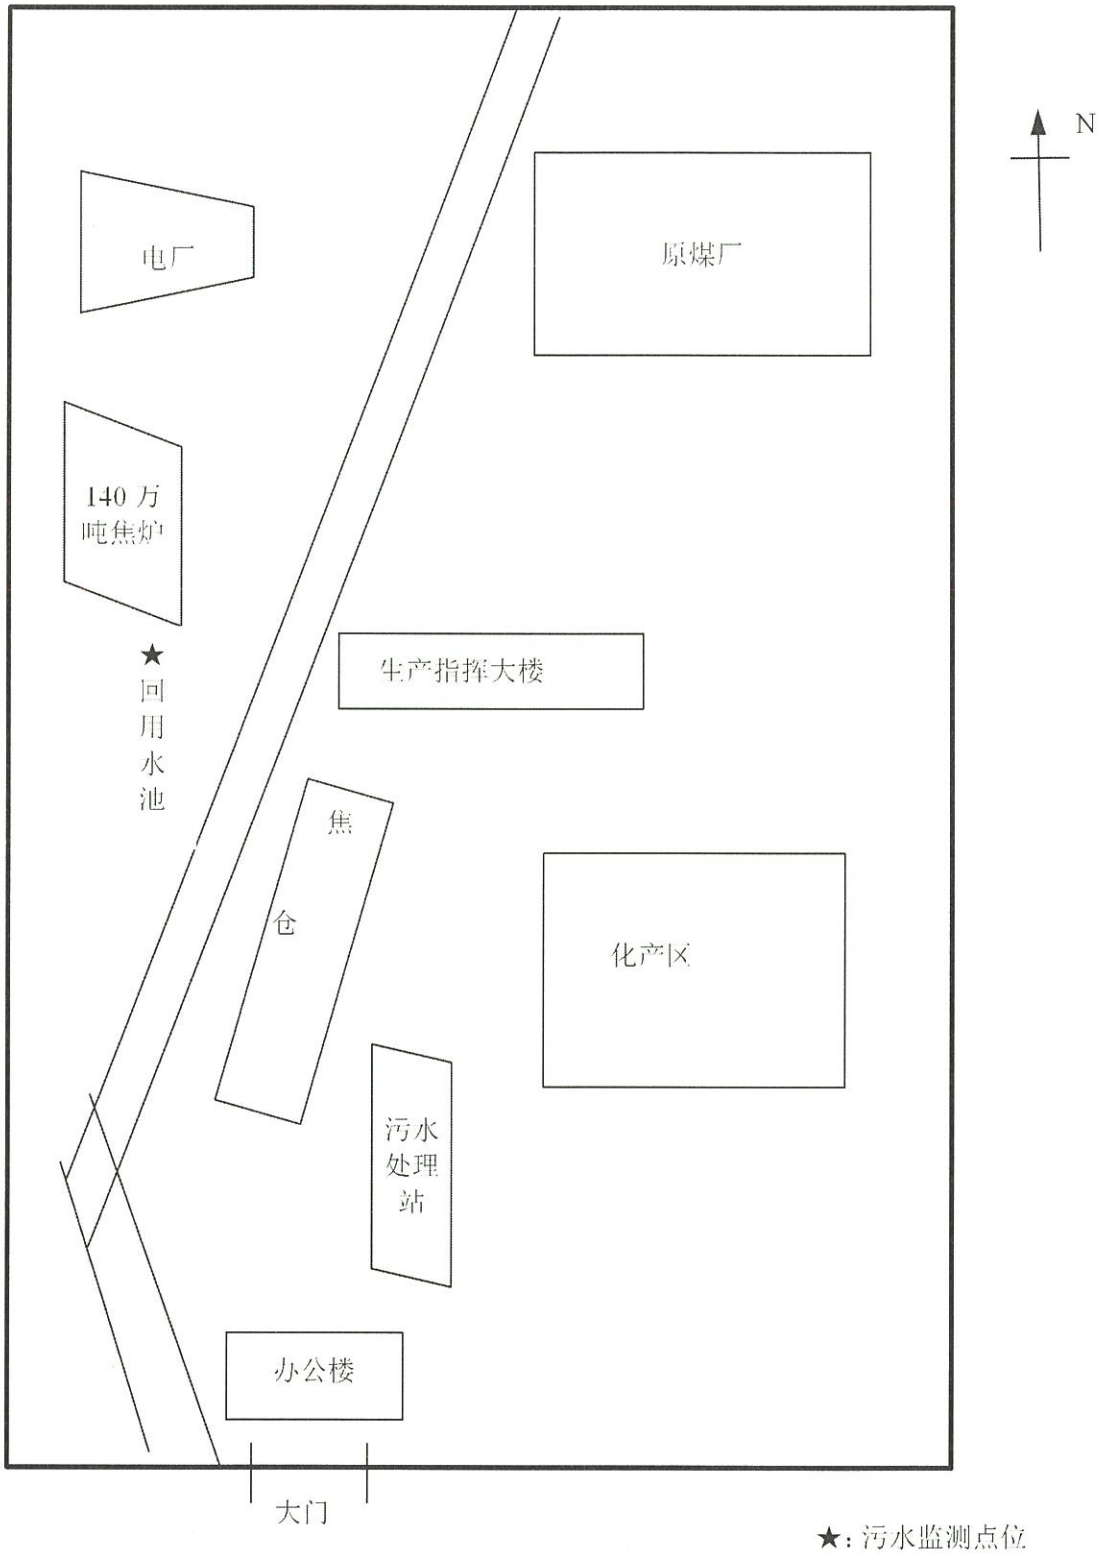 N
电厂
原煤厂
140 万
吨焦炉
★
回
用
水
池
生产指挥大楼
焦
仓
化产区
污水
处理
站
办公楼
大门
★：污水监测点位